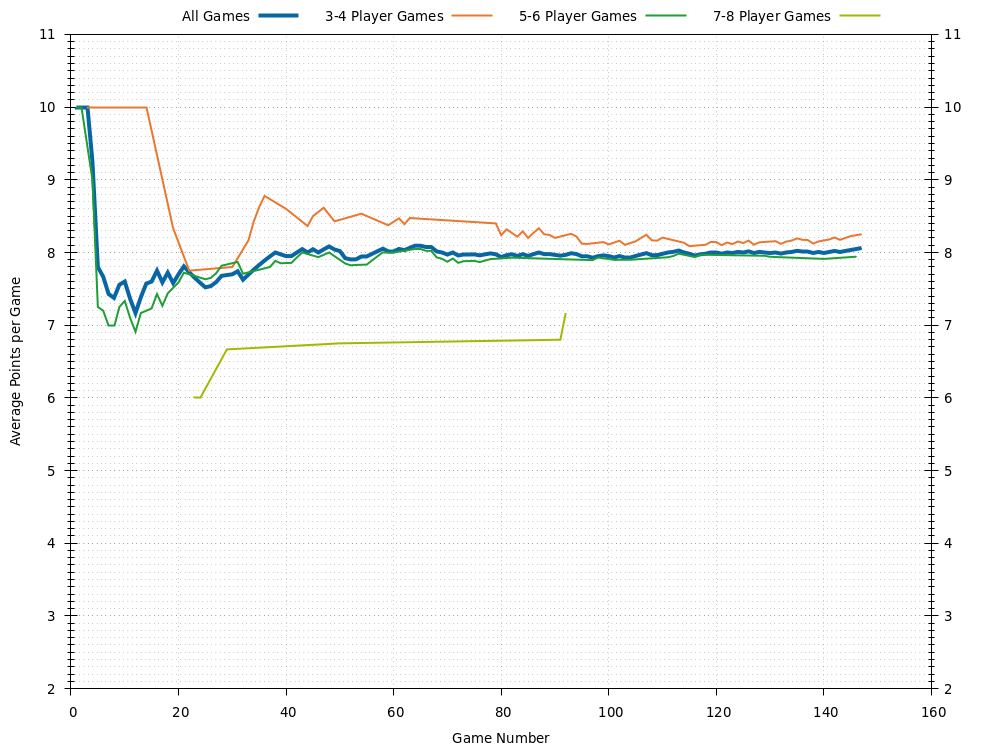 All Games 3-4 Player Games 5-6 Player Games 7-8 Player Games
11 11
10 10
9 9
8 8
7 7
6 6
5 5
4 4
3 3
2 2
0 20 40 60 80 100 120 140 160
Average Points per Game
Game Number